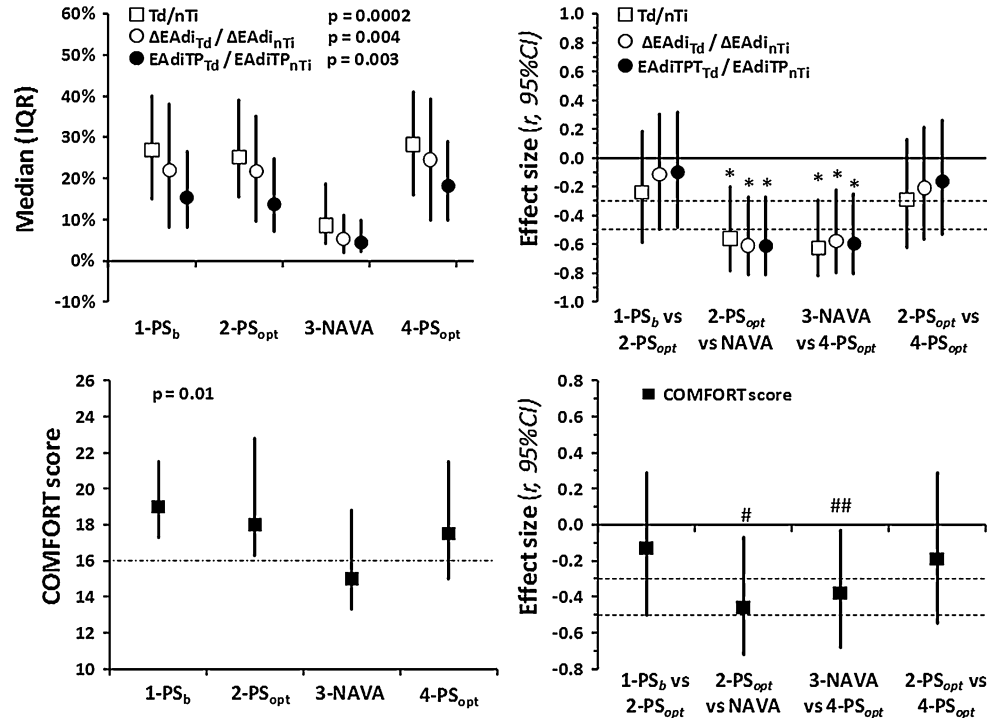 60%
50%
40%
30%
20%
10%
0%
-10%
Median (IQR)
Td/nTi p = 0.0002
ΔEAdiTd / ΔEAdinTi p = 0.004
EAdiTPTd / EAdiTPnTi p = 0.003
1-PSb 2-PSopt 3-NAVA 4-PSopt
1.0
0.8
0.6
0.4
0.2
0.0
-0.2
-0.4
-0.6
-0.8
-1.0
Effect size (r, 95%CI)
Td/nTi
ΔEAdiTd / ΔEAdinTi
EAdiTPTTd / EAdiTPnTi
* * * * * *
1-PSb vs 2-PSopt 3-NAVA 2-PSopt vs
2-PSopt vs NAVA vs 4-PSopt 4-PSopt
26
24
22
20
18
16
14
12
10
COMFORT score
p = 0.01
1-PSb 2-PSopt 3-NAVA 4-PSopt
0.8
0.6
0.4
0.2
0.0
-0.2
-0.4
-0.6
-0.8
Effect size (r, 95%CI)
COMFORT score
# ##
1-PSb vs 2-PSopt 3-NAVA 2-PSopt vs
2-PSopt vs NAVA vs 4-PSopt 4-PSopt